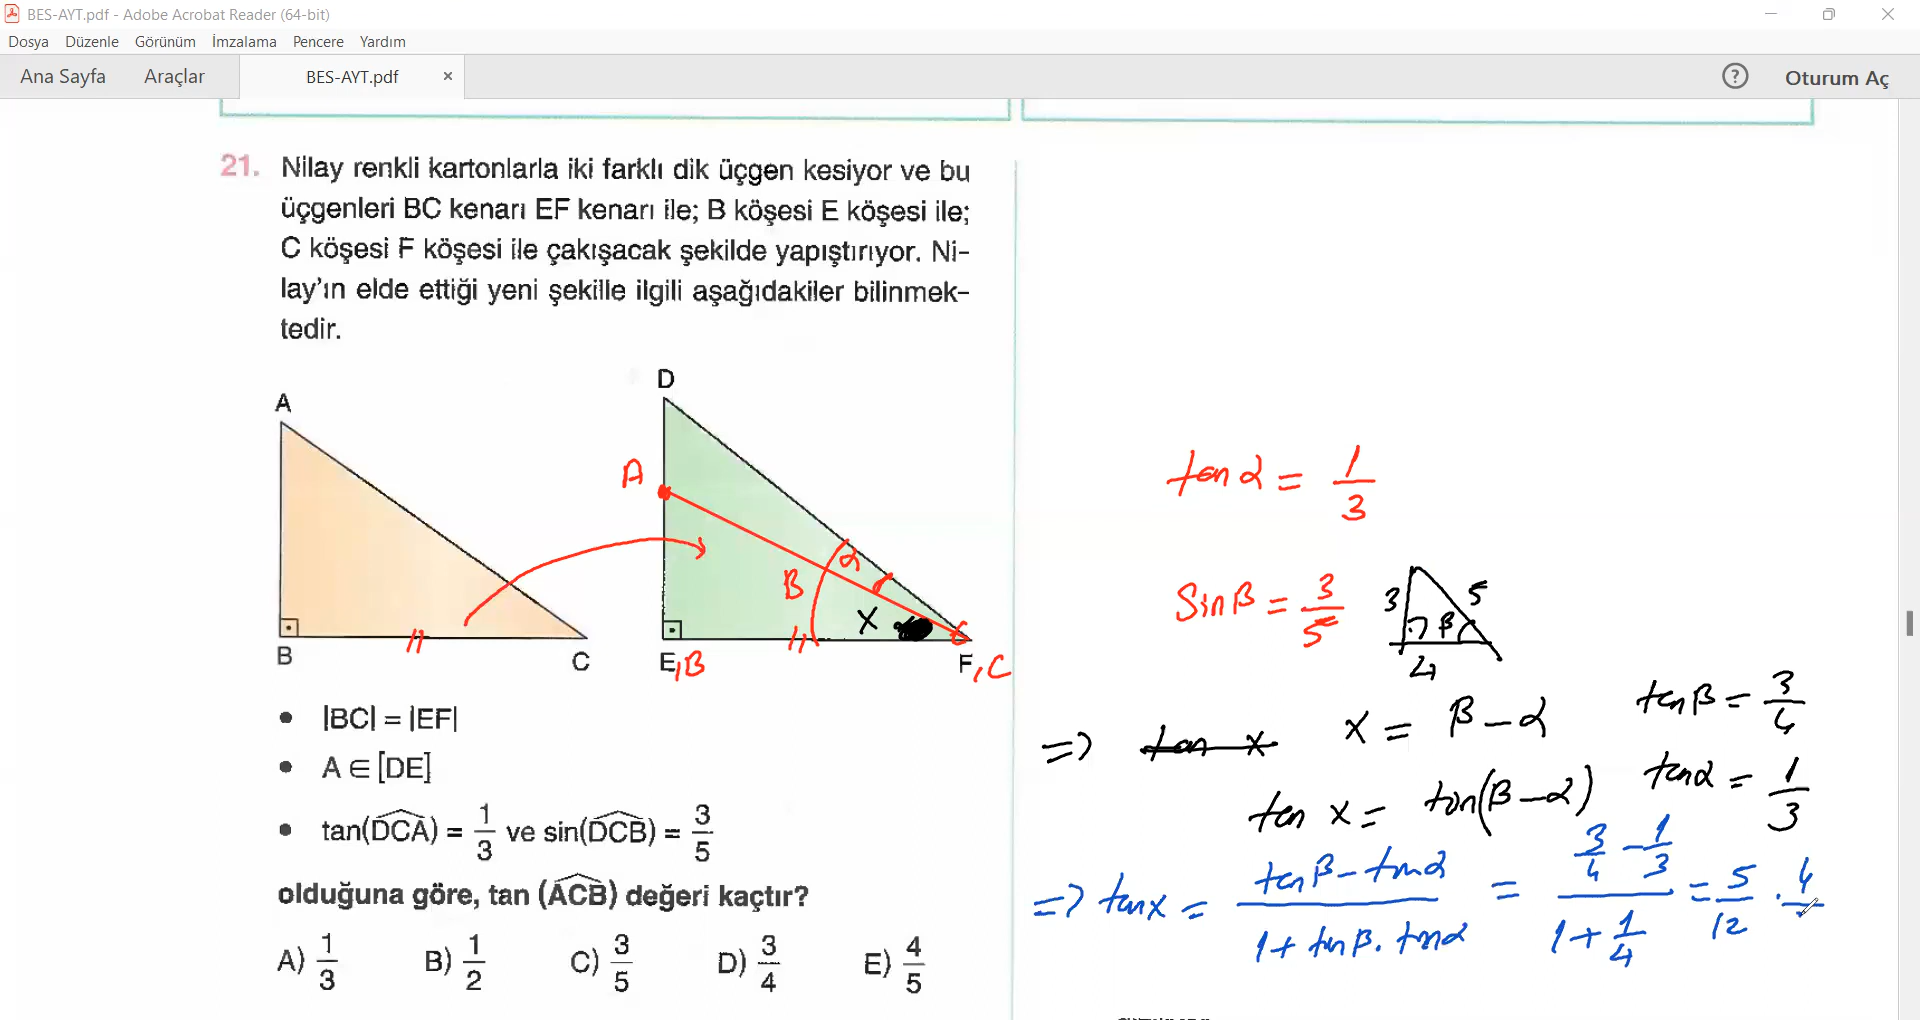 BES-AYT.pdf - Adobe Acrobat Reader (64-bit)
Dosya Düzenle Görünüm İmzalama Pencere Yardım
Ana Sayfa Araçlar BES-AYT.pdf × ? Oturum Aç
21. Nilay renkli kartonlarla iki farklı dik üçgen kesiyor ve bu
üçgenleri BC kenarı EF kenarı ile; B köşesi E köşesi ile;
C köşesi F köşesi ile çakışacak şekilde yapıştırıyor. Ni-
lay'ın elde ettiği yeni şekille ilgili aşağıdakiler bilinmek-
tedir.
A
B
C
D
A
B α
X
E,B
F,C
• |BC| = |EF|
• A ∈ [DE]
• tan(DCA) = 1/3 ve sin(DCB) = 3/5
olduğuna göre, tan (ACB) değeri kaçtır?
A) 1/3 B) 1/2 C) 3/5 D) 3/4 E) 4/5
tan α = 1/3
Sin β = 3/5
3 5
β
4
=> tan x x = β - α tan β = 3/4
tan x = tan(β - α) tan α = 1/3
=> tan x = (tan β - tan α)/(1 + tan β . tan α) = (3/4 - 1/3)/(1 + 1/4) = 5/12 . 4/